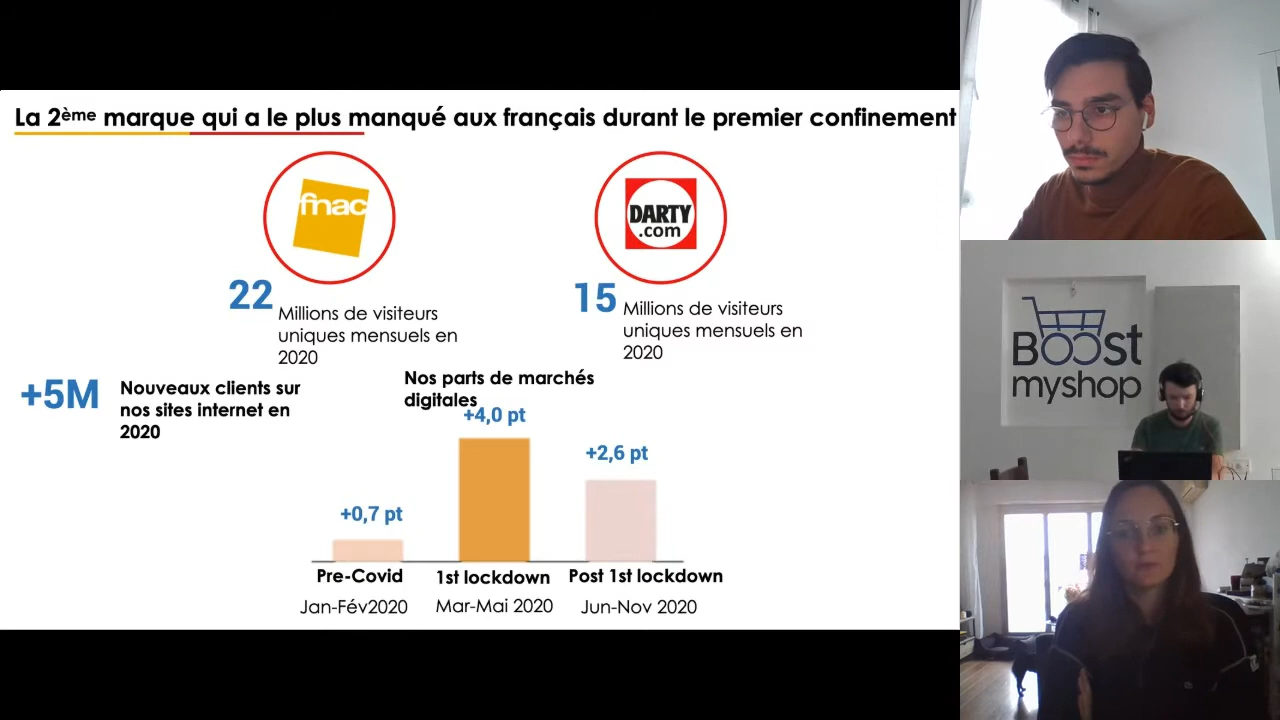 La 2ème marque qui a le plus manqué aux français durant le premier confinement
fnac
DARTY
.com
22
Millions de visiteurs
uniques mensuels en
2020
15
Millions de visiteurs
uniques mensuels en
2020
+5M
Nouveaux clients sur
nos sites internet en
2020
Nos parts de marchés
digitales
+0,7 pt
+4,0 pt
+2,6 pt
Pre-Covid
1st lockdown
Post 1st lockdown
Jan-Fév2020
Mar-Mai 2020
Jun-Nov 2020
BOOst
myshop